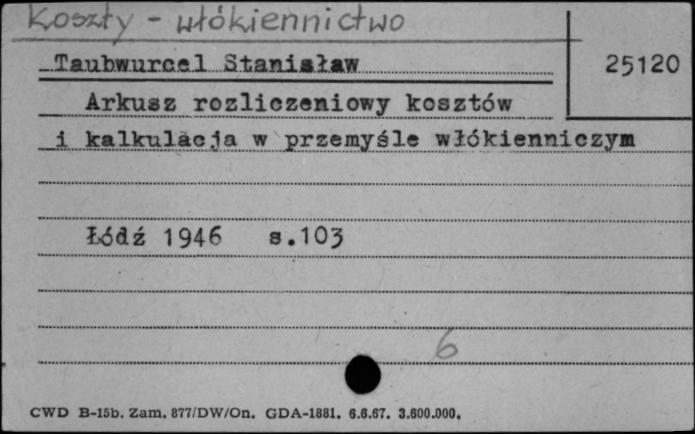 Koszty - włókiennictwo
Taubwurcel Stanisław
25120
Arkusz rozliczeniowy kosztów
i kalkulacja w przemyśle włókienniczym
Łódź 1946 s.103
6
CWD B-15b. Zam. 877/DW/On. GDA-1881. 6.6.67. 3.600.000.